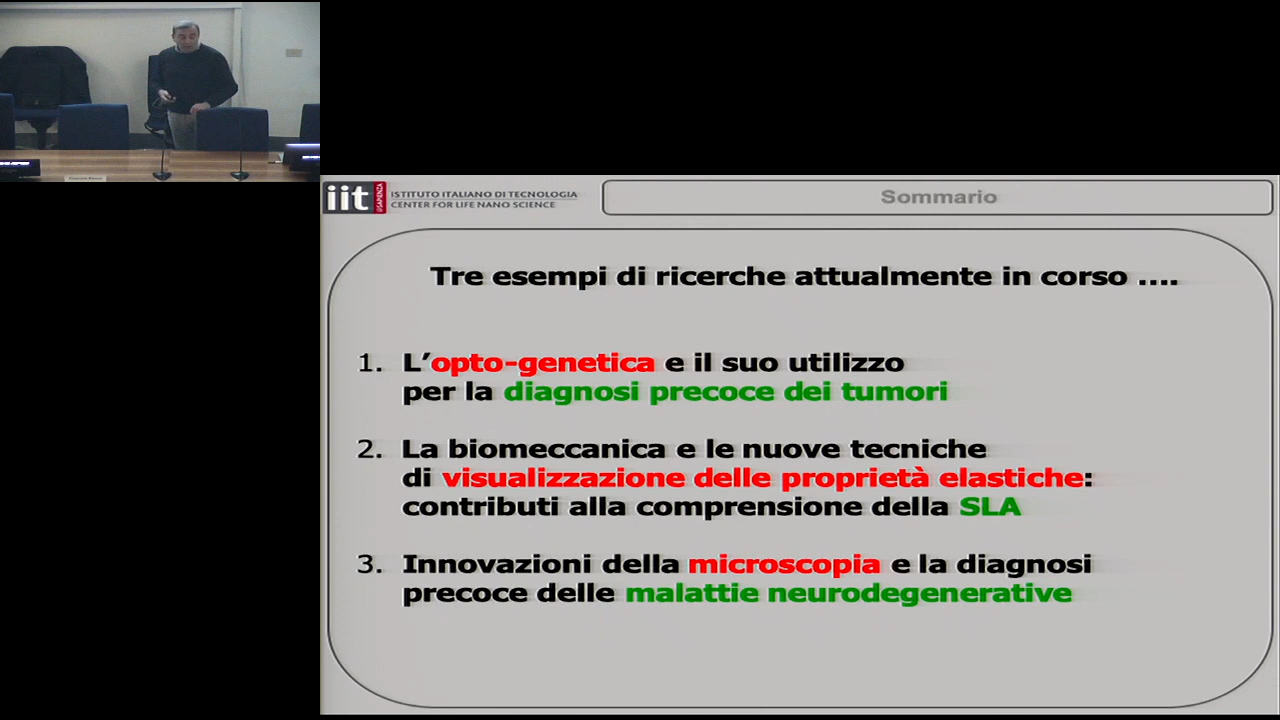 iit @SAPIENZA ISTITUTO ITALIANO DI TECNOLOGIA
CENTER FOR LIFE NANO SCIENCE
Sommario
Tre esempi di ricerche attualmente in corso ....
1. L'opto-genetica e il suo utilizzo
per la diagnosi precoce dei tumori
2. La biomeccanica e le nuove tecniche
di visualizzazione delle proprietà elastiche:
contributi alla comprensione della SLA
3. Innovazioni della microscopia e la diagnosi
precoce delle malattie neurodegenerative